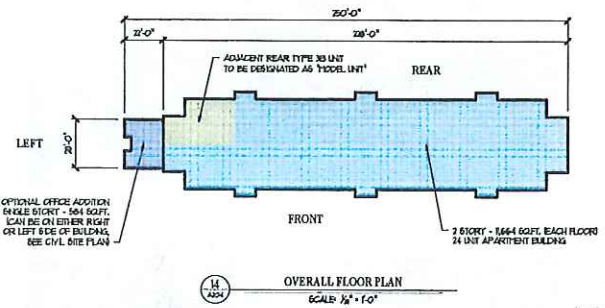 250'-0"
22'-0"
228'-0"
ADJACENT REAR TYPE 3B UNIT
TO BE DESIGNATED AS "MODEL UNIT"
REAR
LEFT
28'-0"
OPTIONAL OFFICE ADDITION
SINGLE STORY - 564 SQ.FT.
(CAN BE ON EITHER RIGHT
OR LEFT SIDE OF BUILDING,
SEE CIVIL SITE PLAN)
FRONT
2 STORY - 11,664 SQ.FT. (EACH FLOOR)
24 UNIT APARTMENT BUILDING
14
OVERALL FLOOR PLAN
SCALE: = 1'-0"